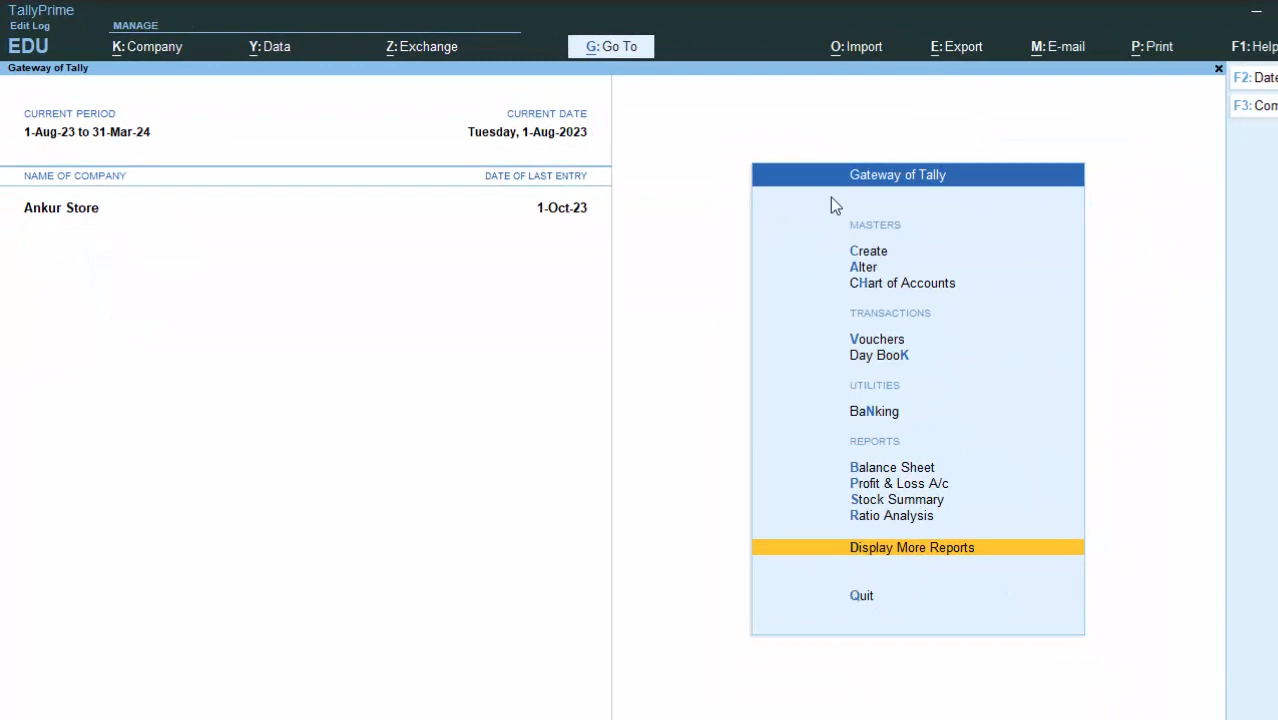 TallyPrime
Edit Log
EDU
MANAGE
K: Company
Y: Data
Z: Exchange
G: Go To
O: Import
E: Export
M: E-mail
P: Print
F1: Help
Gateway of Tally
F2: Date
F3: Com
CURRENT PERIOD
CURRENT DATE
1-Aug-23 to 31-Mar-24
Tuesday, 1-Aug-2023
NAME OF COMPANY
DATE OF LAST ENTRY
Ankur Store
1-Oct-23
Gateway of Tally
MASTERS
Create
Alter
CHart of Accounts
TRANSACTIONS
Vouchers
Day BooK
UTILITIES
BaNking
REPORTS
Balance Sheet
Profit & Loss A/c
Stock Summary
Ratio Analysis
Display More Reports
Quit